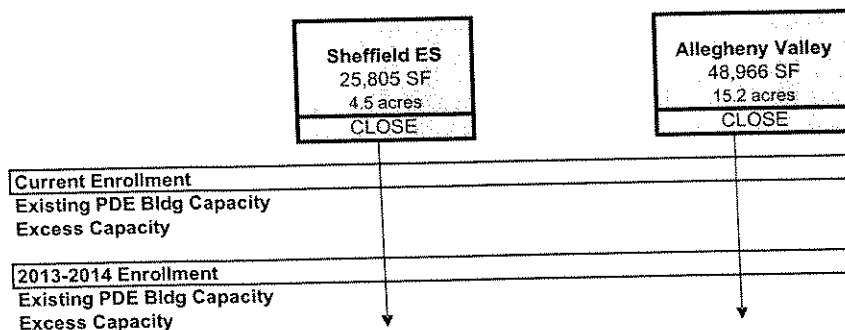 Sheffield ES
25,805 SF
4.5 acres
CLOSE
Allegheny Valley
48,966 SF
15.2 acres
CLOSE
Current Enrollment
Existing PDE Bldg Capacity
Excess Capacity
2013-2014 Enrollment
Existing PDE Bldg Capacity
Excess Capacity